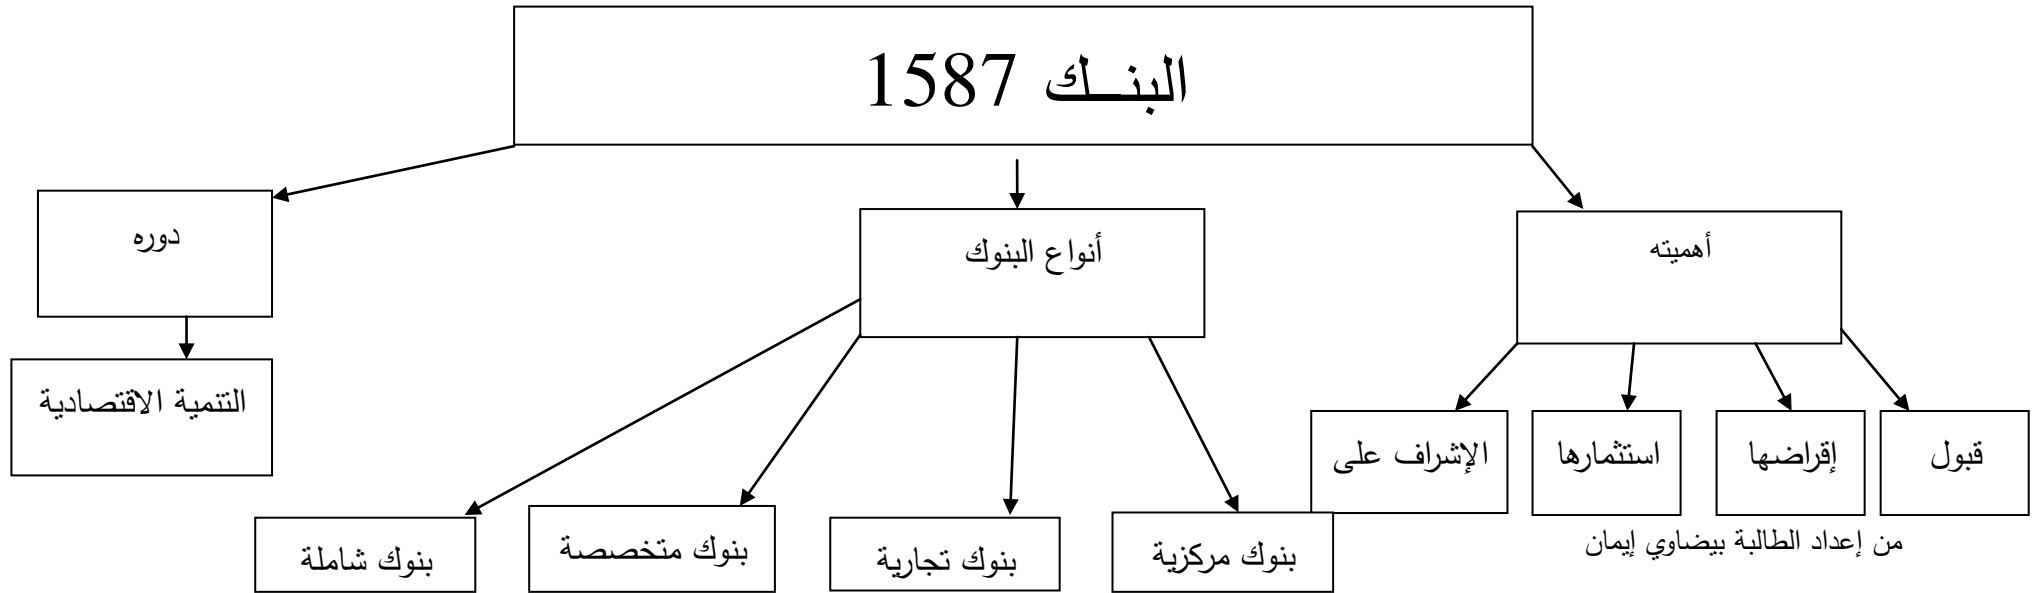 البنــك 1587
أهميته
أنواع البنوك
دوره
قبول
إقراضها
استثمارها
الإشراف على
التنمية الاقتصادية
بنوك مركزية
بنوك تجارية
بنوك متخصصة
بنوك شاملة
من إعداد الطالبة بيضاوي إيمان